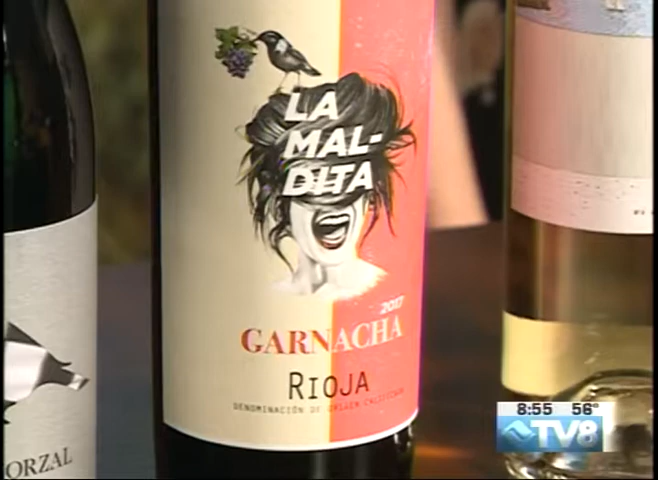 LA
MAL-
DITA
2017
GARNACHA
RIOJA
DENOMINACIÓN DE ORIGEN CALIFICADA
ORZAL
8:55 56°
TV8